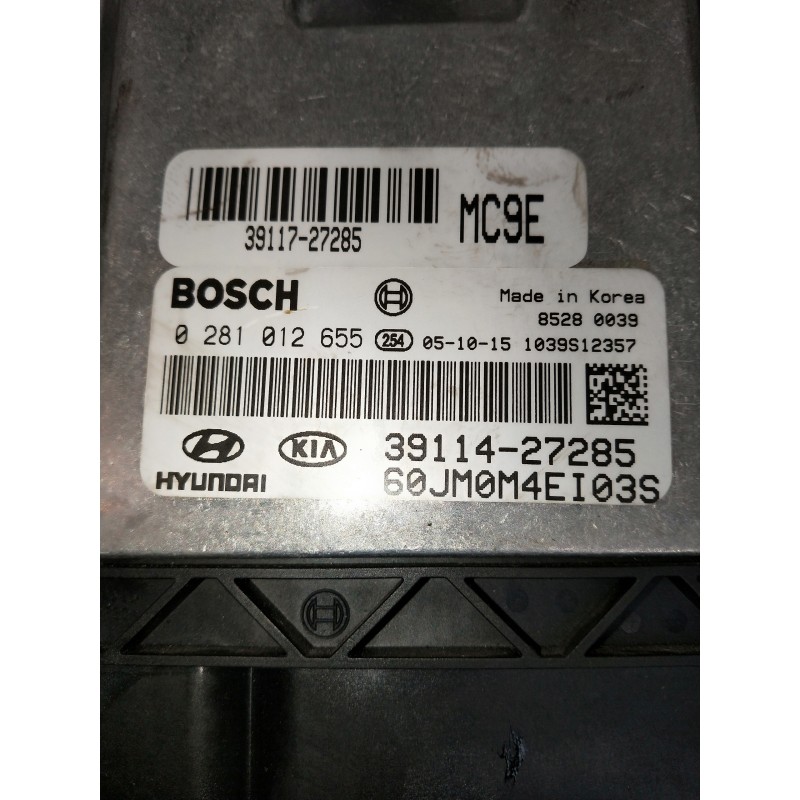 39117-27285
MC9E
BOSCH
Made in Korea
8528 0039
0 281 012 655 254 05-10-15 1039S12357
HYUNDAI
KIA
39114-27285
60JM0M4EI03S